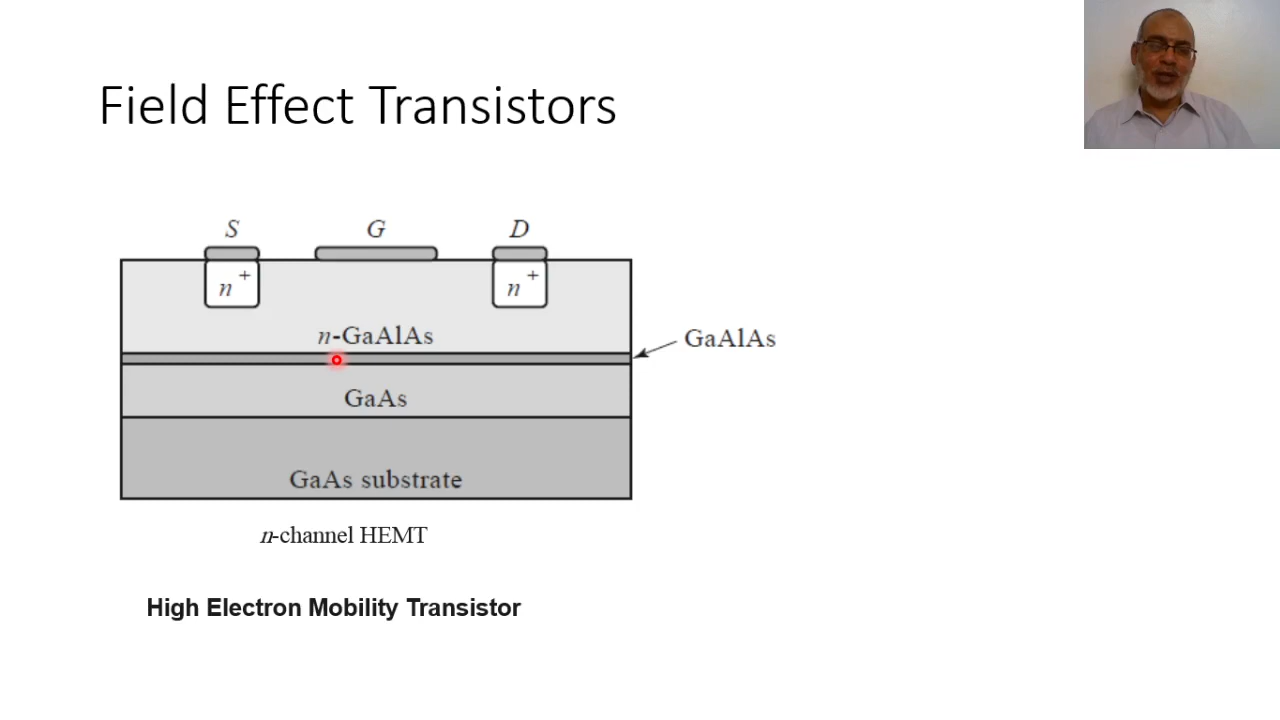 Field Effect Transistors
S G D
n+ n+
n-GaAlAs
GaAlAs
GaAs
GaAs substrate
n-channel HEMT
High Electron Mobility Transistor